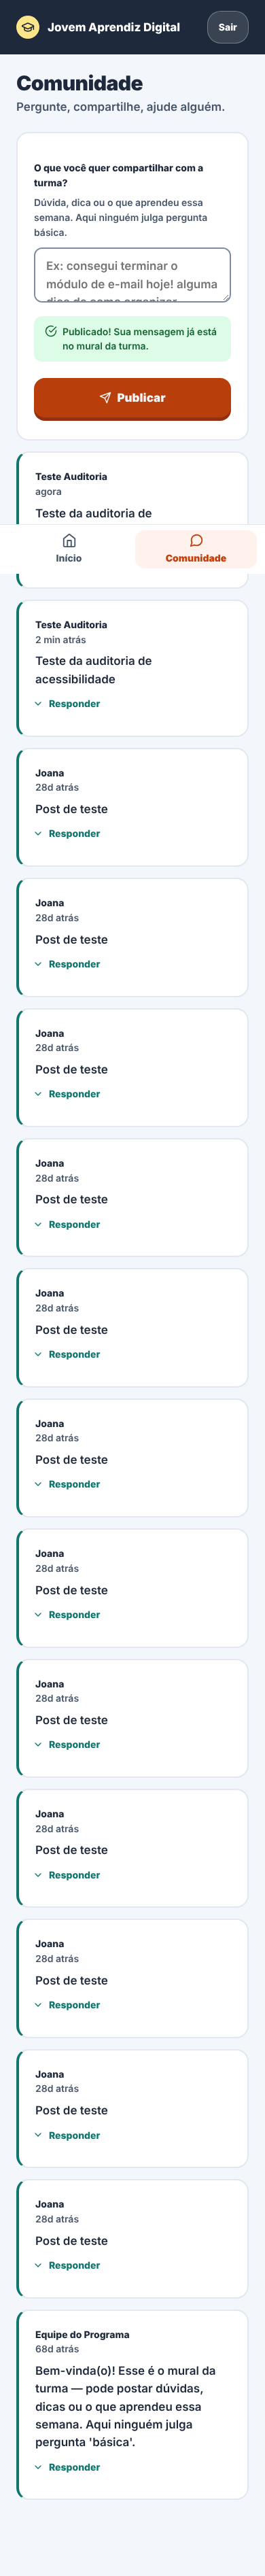 Jovem Aprendiz Digital
Sair
Comunidade
Pergunte, compartilhe, ajude alguém.
O que você quer compartilhar com a
turma?
Dúvida, dica ou o que aprendeu essa
semana. Aqui ninguém julga pergunta
básica.
Ex: consegui terminar o
módulo de e-mail hoje! alguma
Publicado! Sua mensagem já está
no mural da turma.
Publicar
Teste Auditoria
agora
Teste da auditoria de
Início
Comunidade
Teste Auditoria
2 min atrás
Teste da auditoria de
acessibilidade
Responder
Joana
28d atrás
Post de teste
Responder
Joana
28d atrás
Post de teste
Responder
Joana
28d atrás
Post de teste
Responder
Joana
28d atrás
Post de teste
Responder
Joana
28d atrás
Post de teste
Responder
Joana
28d atrás
Post de teste
Responder
Joana
28d atrás
Post de teste
Responder
Joana
28d atrás
Post de teste
Responder
Joana
28d atrás
Post de teste
Responder
Joana
28d atrás
Post de teste
Responder
Joana
28d atrás
Post de teste
Responder
Joana
28d atrás
Post de teste
Responder
Equipe do Programa
68d atrás
Bem-vinda(o)! Esse é o mural da
turma — pode postar dúvidas,
dicas ou o que aprendeu essa
semana. Aqui ninguém julga
pergunta 'básica'.
Responder